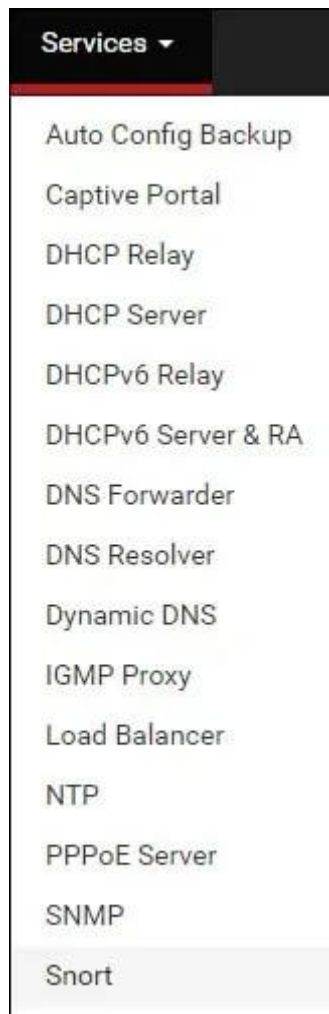 Services
Auto Config Backup
Captive Portal
DHCP Relay
DHCP Server
DHCPv6 Relay
DHCPv6 Server & RA
DNS Forwarder
DNS Resolver
Dynamic DNS
IGMP Proxy
Load Balancer
NTP
PPPoE Server
SNMP
Snort